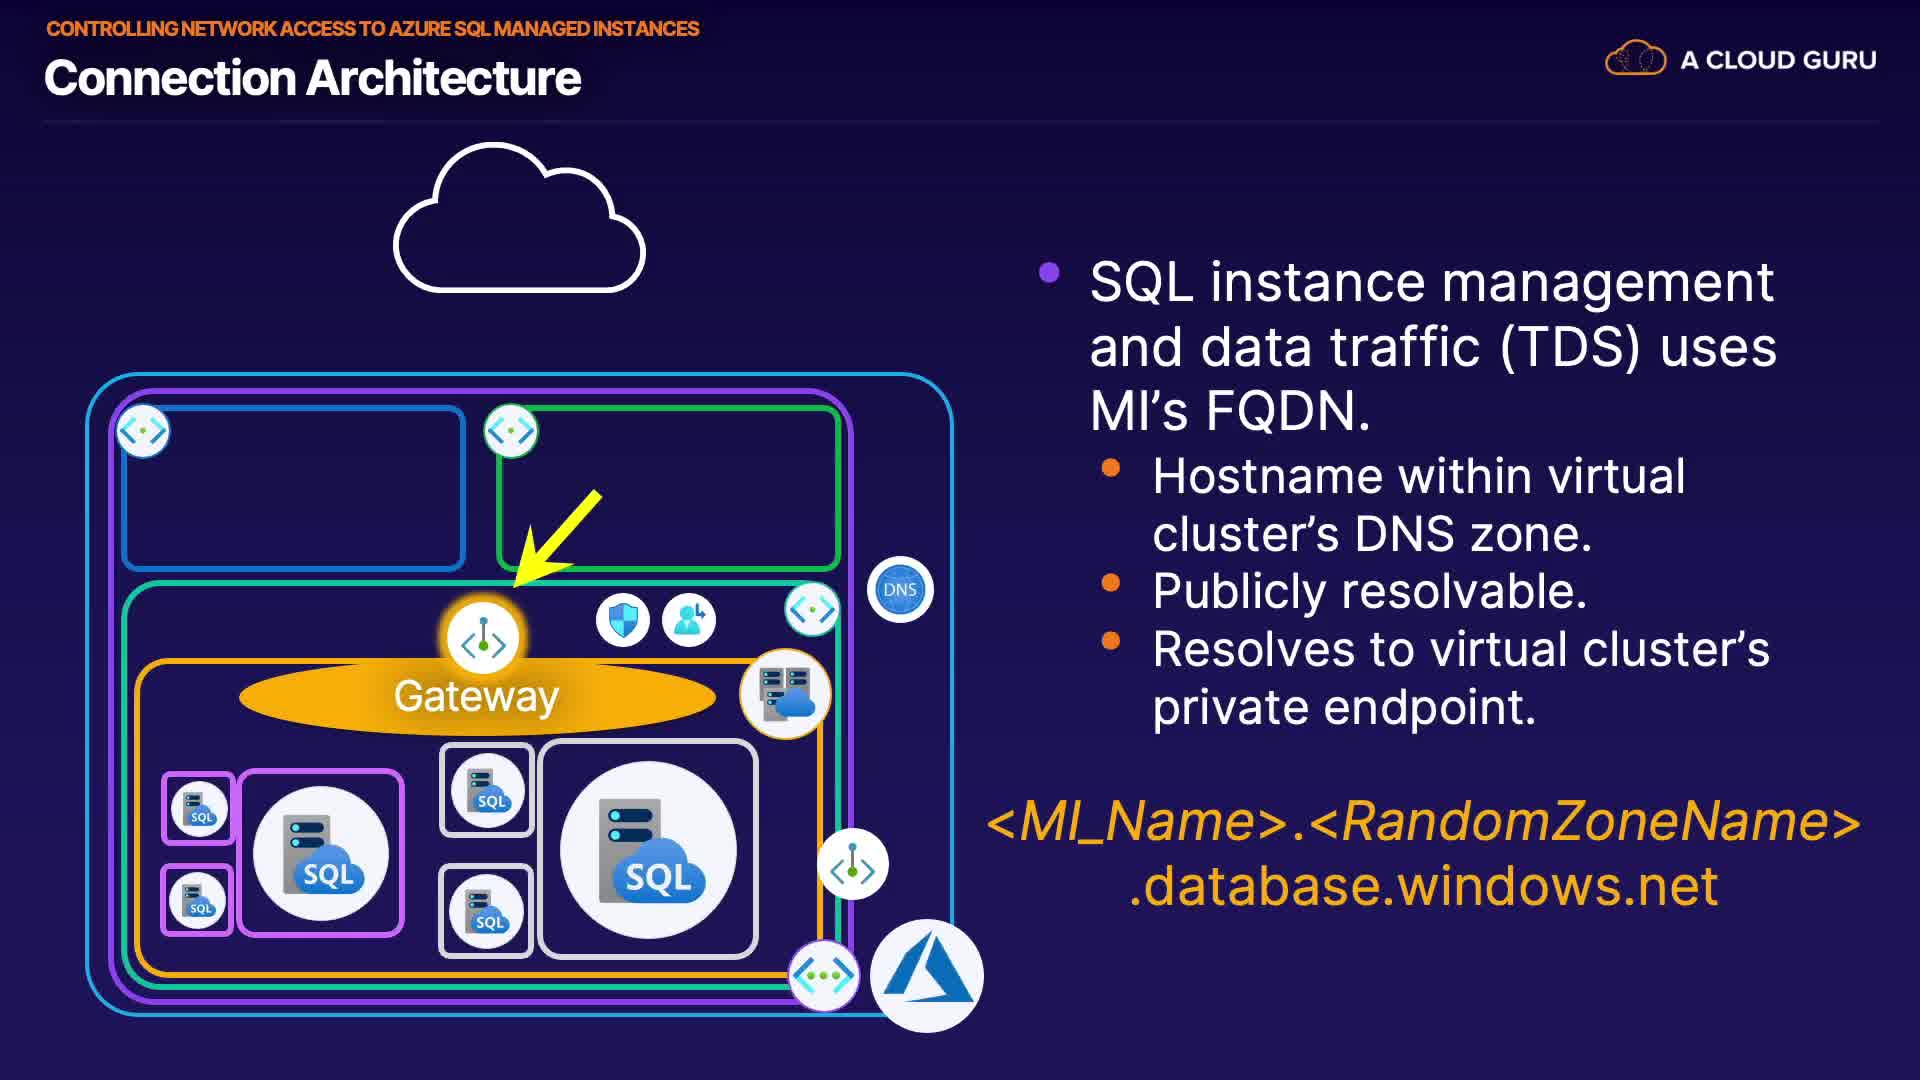 CONTROLLING NETWORK ACCESS TO AZURE SQL MANAGED INSTANCES
Connection Architecture
A CLOUD GURU
SQL instance management
and data traffic (TDS) uses
MI’s FQDN.
Hostname within virtual
cluster’s DNS zone.
Publicly resolvable.
Resolves to virtual cluster’s
private endpoint.
<MI_Name>.<RandomZoneName>
.database.windows.net
DNS
Gateway
SQL
SQL
SQL
SQL
SQL
SQL